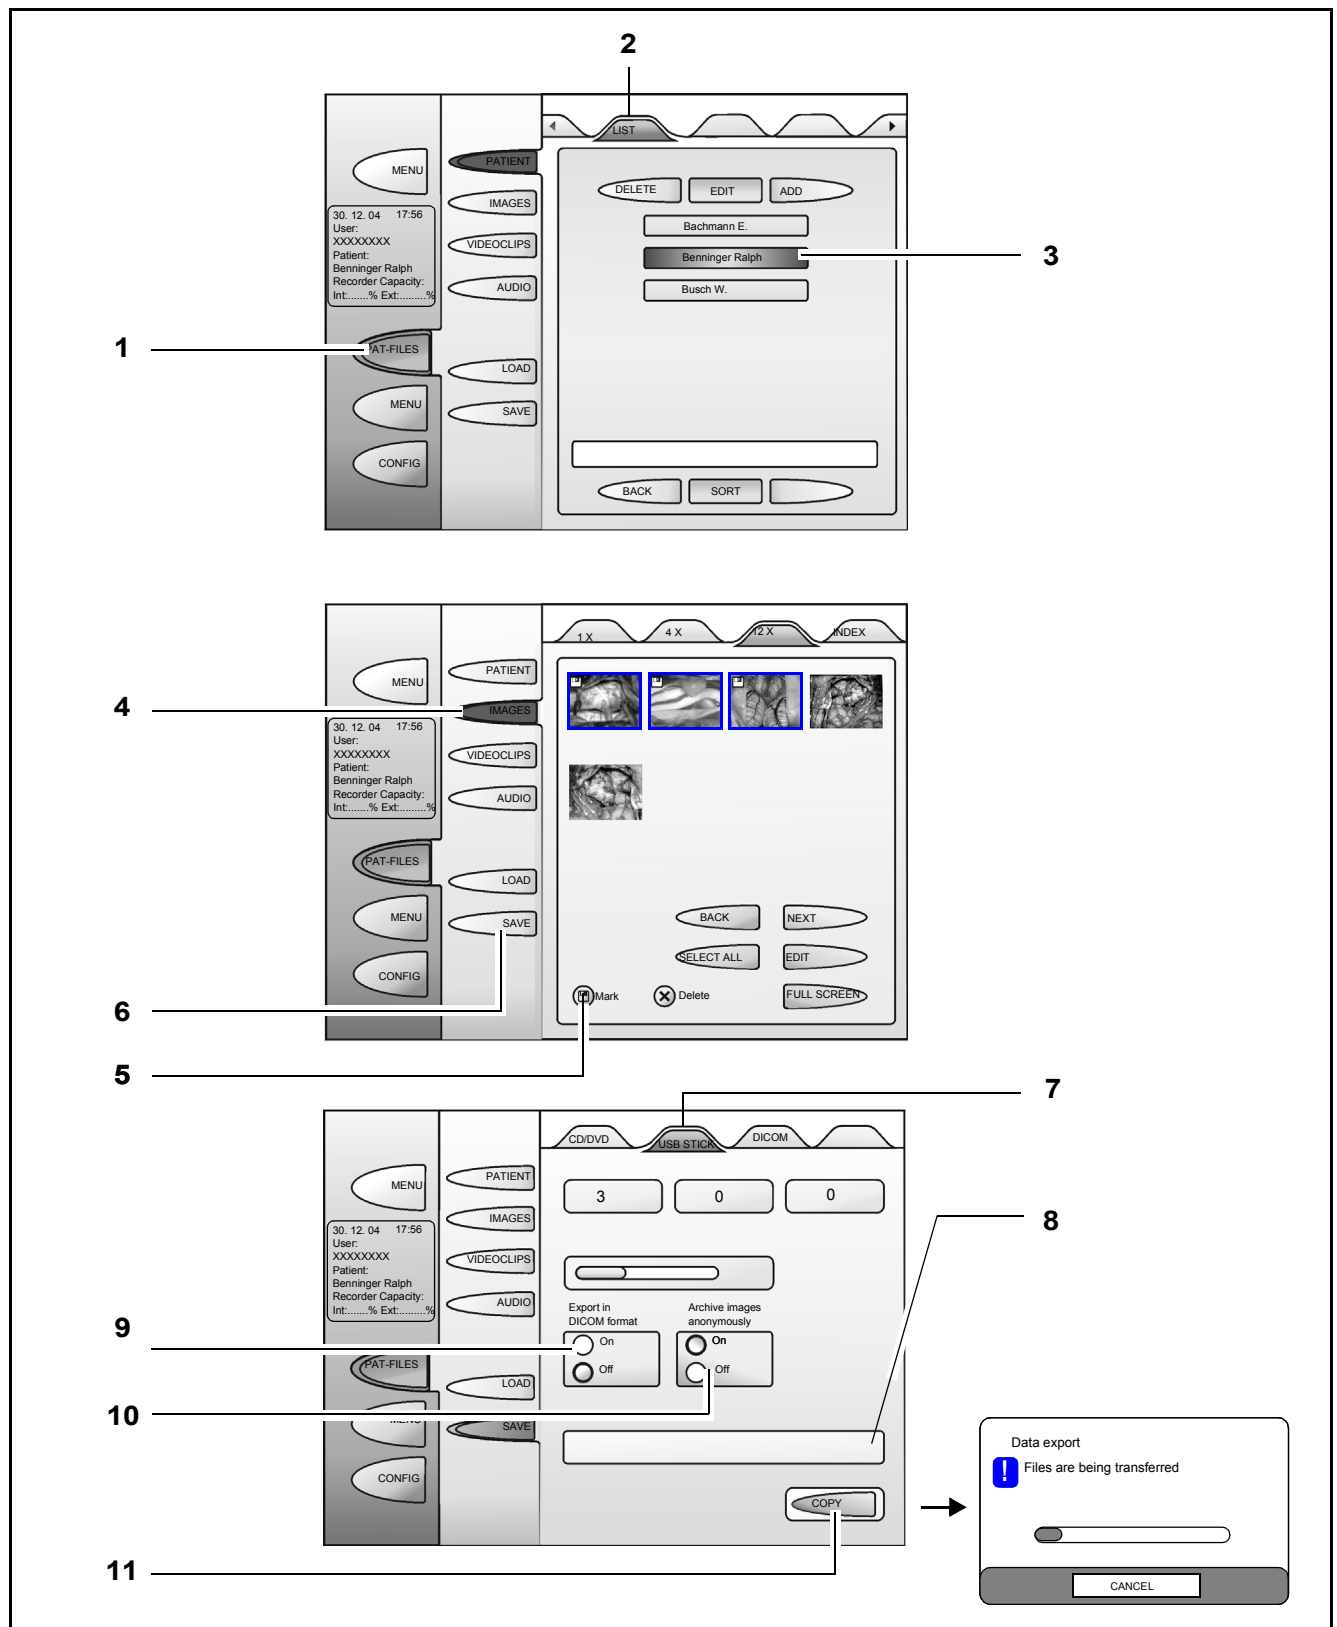 2
LIST
MENU
PATIENT
DELETE
EDIT
ADD
IMAGES
30. 12. 04 17:56
User:
XXXXXXXX
Patient:
Benninger Ralph
Recorder Capacity:
Int:.......% Ext:.........%
Bachmann E.
VIDEOCLIPS
Benninger Ralph
3
AUDIO
Busch W.
1
PAT-FILES
LOAD
MENU
SAVE
CONFIG
BACK
SORT
1 X
4 X
12 X
INDEX
MENU
PATIENT
4
IMAGES
30. 12. 04 17:56
User:
XXXXXXXX
Patient:
Benninger Ralph
Recorder Capacity:
Int:.......% Ext:.........%
VIDEOCLIPS
AUDIO
PAT-FILES
LOAD
MENU
SAVE
BACK
NEXT
SELECT ALL
EDIT
CONFIG
Mark
Delete
FULL SCREEN
6
5
7
CD/DVD
USB STICK
DICOM
MENU
PATIENT
3
0
0
IMAGES
8
30. 12. 04 17:56
User:
XXXXXXXX
Patient:
Benninger Ralph
Recorder Capacity:
Int:.......% Ext:.........%
VIDEOCLIPS
AUDIO
Export in
DICOM format
Archive images
anonymously
9
On
Off
On
Off
PAT-FILES
LOAD
10
MENU
SAVE
CONFIG
COPY
11
Data export
! Files are being transferred
CANCEL